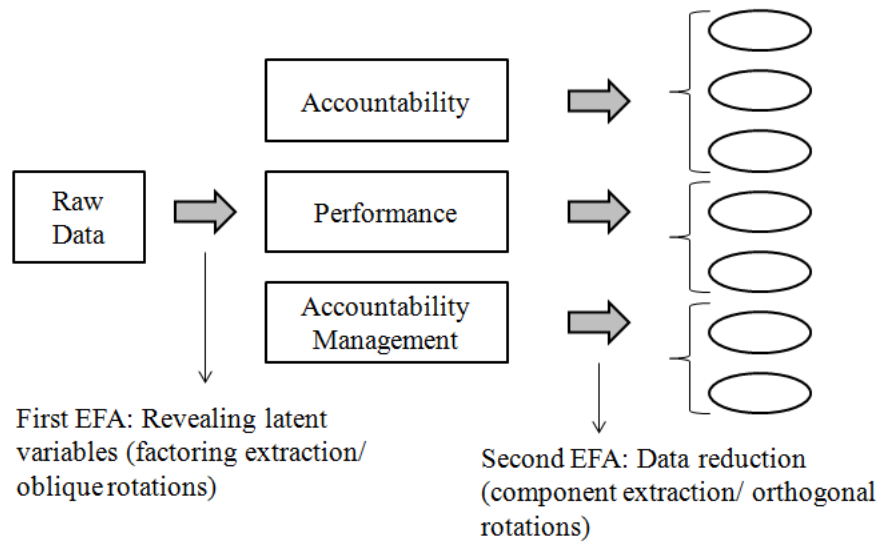 Raw
Data
Accountability
Performance
Accountability
Management
First EFA: Revealing latent
variables (factoring extraction/
oblique rotations)
Second EFA: Data reduction
(component extraction/ orthogonal
rotations)